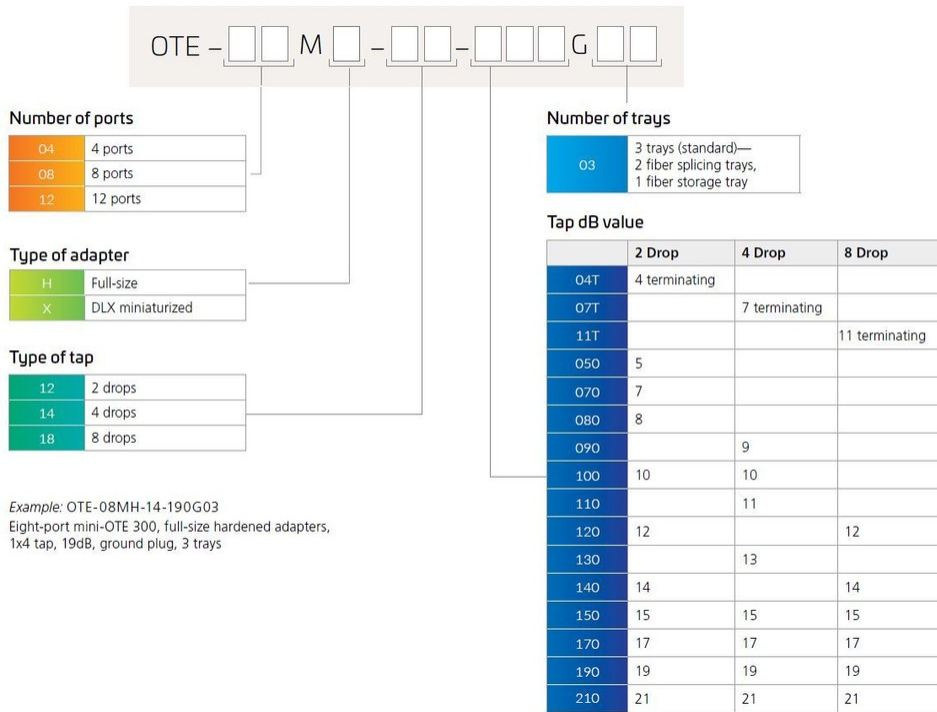 OTE – M – – G
Number of ports
04 4 ports
08 8 ports
12 12 ports
Type of adapter
H Full-size
X DLX miniaturized
Type of tap
12 2 drops
14 4 drops
18 8 drops
Example: OTE-08MH-14-190G03
Eight-port mini-OTE 300, full-size hardened adapters,
1x4 tap, 19dB, ground plug, 3 trays
Number of trays
03 3 trays (standard)—
2 fiber splicing trays,
1 fiber storage tray
Tap dB value
2 Drop 4 Drop 8 Drop
04T 4 terminating
07T 7 terminating
11T 11 terminating
050 5
070 7
080 8
090 9
100 10 10
110 11
120 12 12
130 13
140 14 14
150 15 15 15
170 17 17 17
190 19 19 19
210 21 21 21